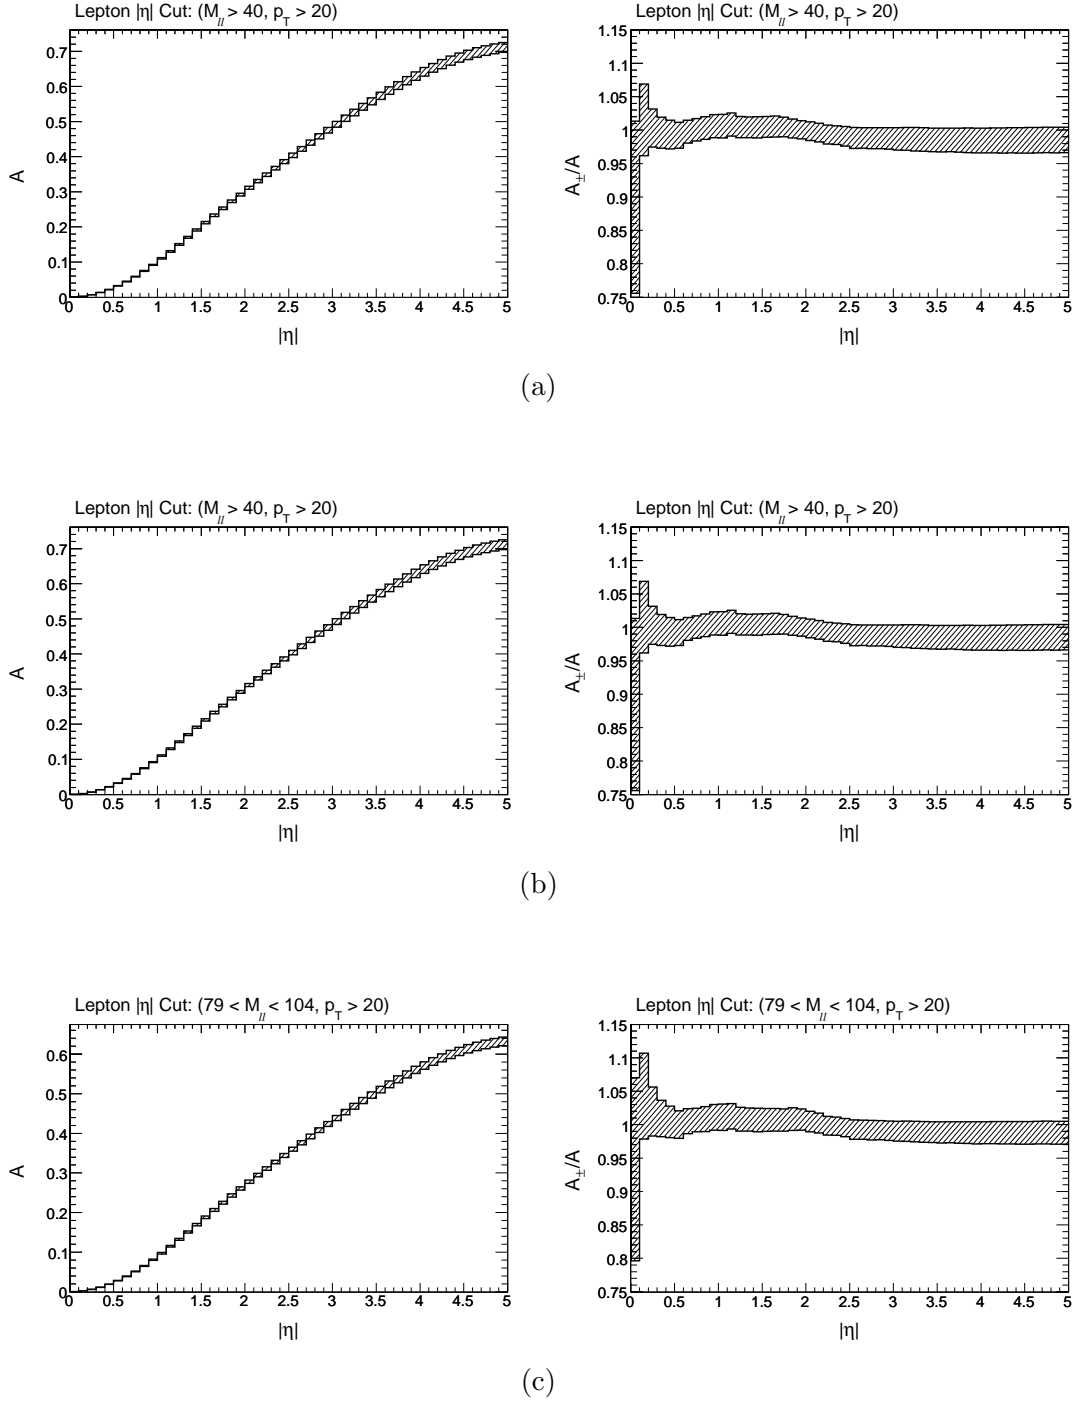 Lepton |η| Cut: (M_ll > 40, p_T > 20)
A
0.7
0.6
0.5
0.4
0.3
0.2
0.1
0
0 0.5 1 1.5 2 2.5 3 3.5 4 4.5 5
|η|
Lepton |η| Cut: (M_ll > 40, p_T > 20)
A_±/A
1.15
1.1
1.05
1
0.95
0.9
0.85
0.8
0.75
0 0.5 1 1.5 2 2.5 3 3.5 4 4.5 5
|η|
(a)
Lepton |η| Cut: (M_ll > 40, p_T > 20)
A
0.7
0.6
0.5
0.4
0.3
0.2
0.1
0
0 0.5 1 1.5 2 2.5 3 3.5 4 4.5 5
|η|
Lepton |η| Cut: (M_ll > 40, p_T > 20)
A_±/A
1.15
1.1
1.05
1
0.95
0.9
0.85
0.8
0.75
0 0.5 1 1.5 2 2.5 3 3.5 4 4.5 5
|η|
(b)
Lepton |η| Cut: (79 < M_ll < 104, p_T > 20)
A
0.6
0.5
0.4
0.3
0.2
0.1
0
0 0.5 1 1.5 2 2.5 3 3.5 4 4.5 5
|η|
Lepton |η| Cut: (79 < M_ll < 104, p_T > 20)
A_±/A
1.15
1.1
1.05
1
0.95
0.9
0.85
0.8
0.75
0 0.5 1 1.5 2 2.5 3 3.5 4 4.5 5
|η|
(c)